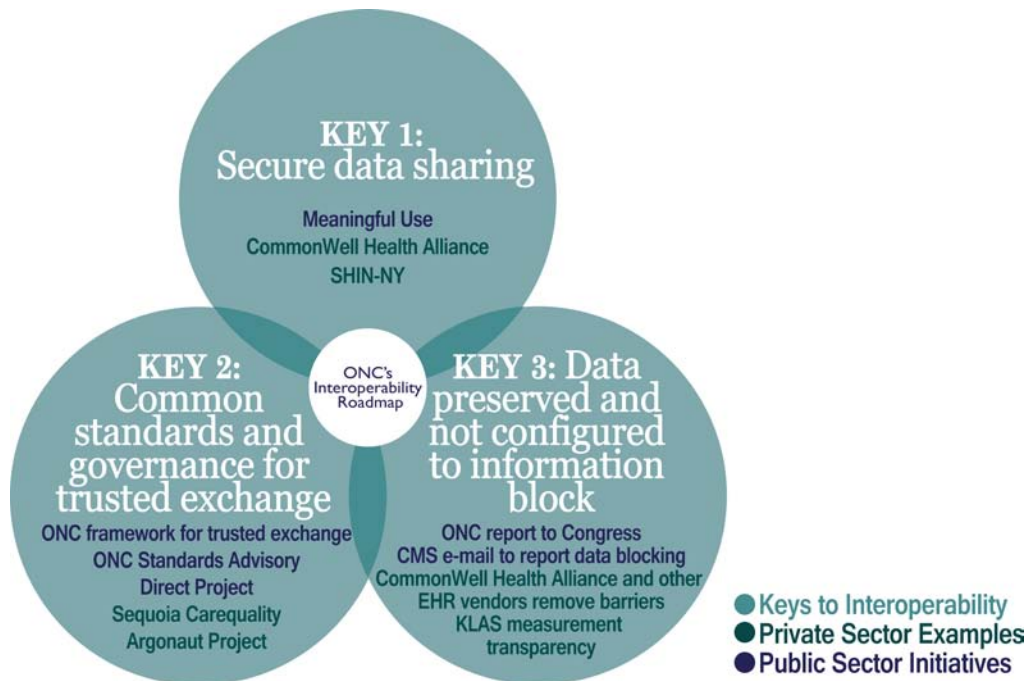 KEY 1:
Secure data sharing
Meaningful Use
CommonWell Health Alliance
SHIN-NY
ONC's
Interoperability
Roadmap
KEY 2:
Common
standards and
governance for
trusted exchange
ONC framework for trusted exchange
ONC Standards Advisory
Direct Project
Sequoia Carequality
Argonaut Project
KEY 3: Data
preserved and
not configured
to information
block
ONC report to Congress
CMS e-mail to report data blocking
CommonWell Health Alliance and other
EHR vendors remove barriers
KLAS measurement
transparency
Keys to Interoperability
Private Sector Examples
Public Sector Initiatives